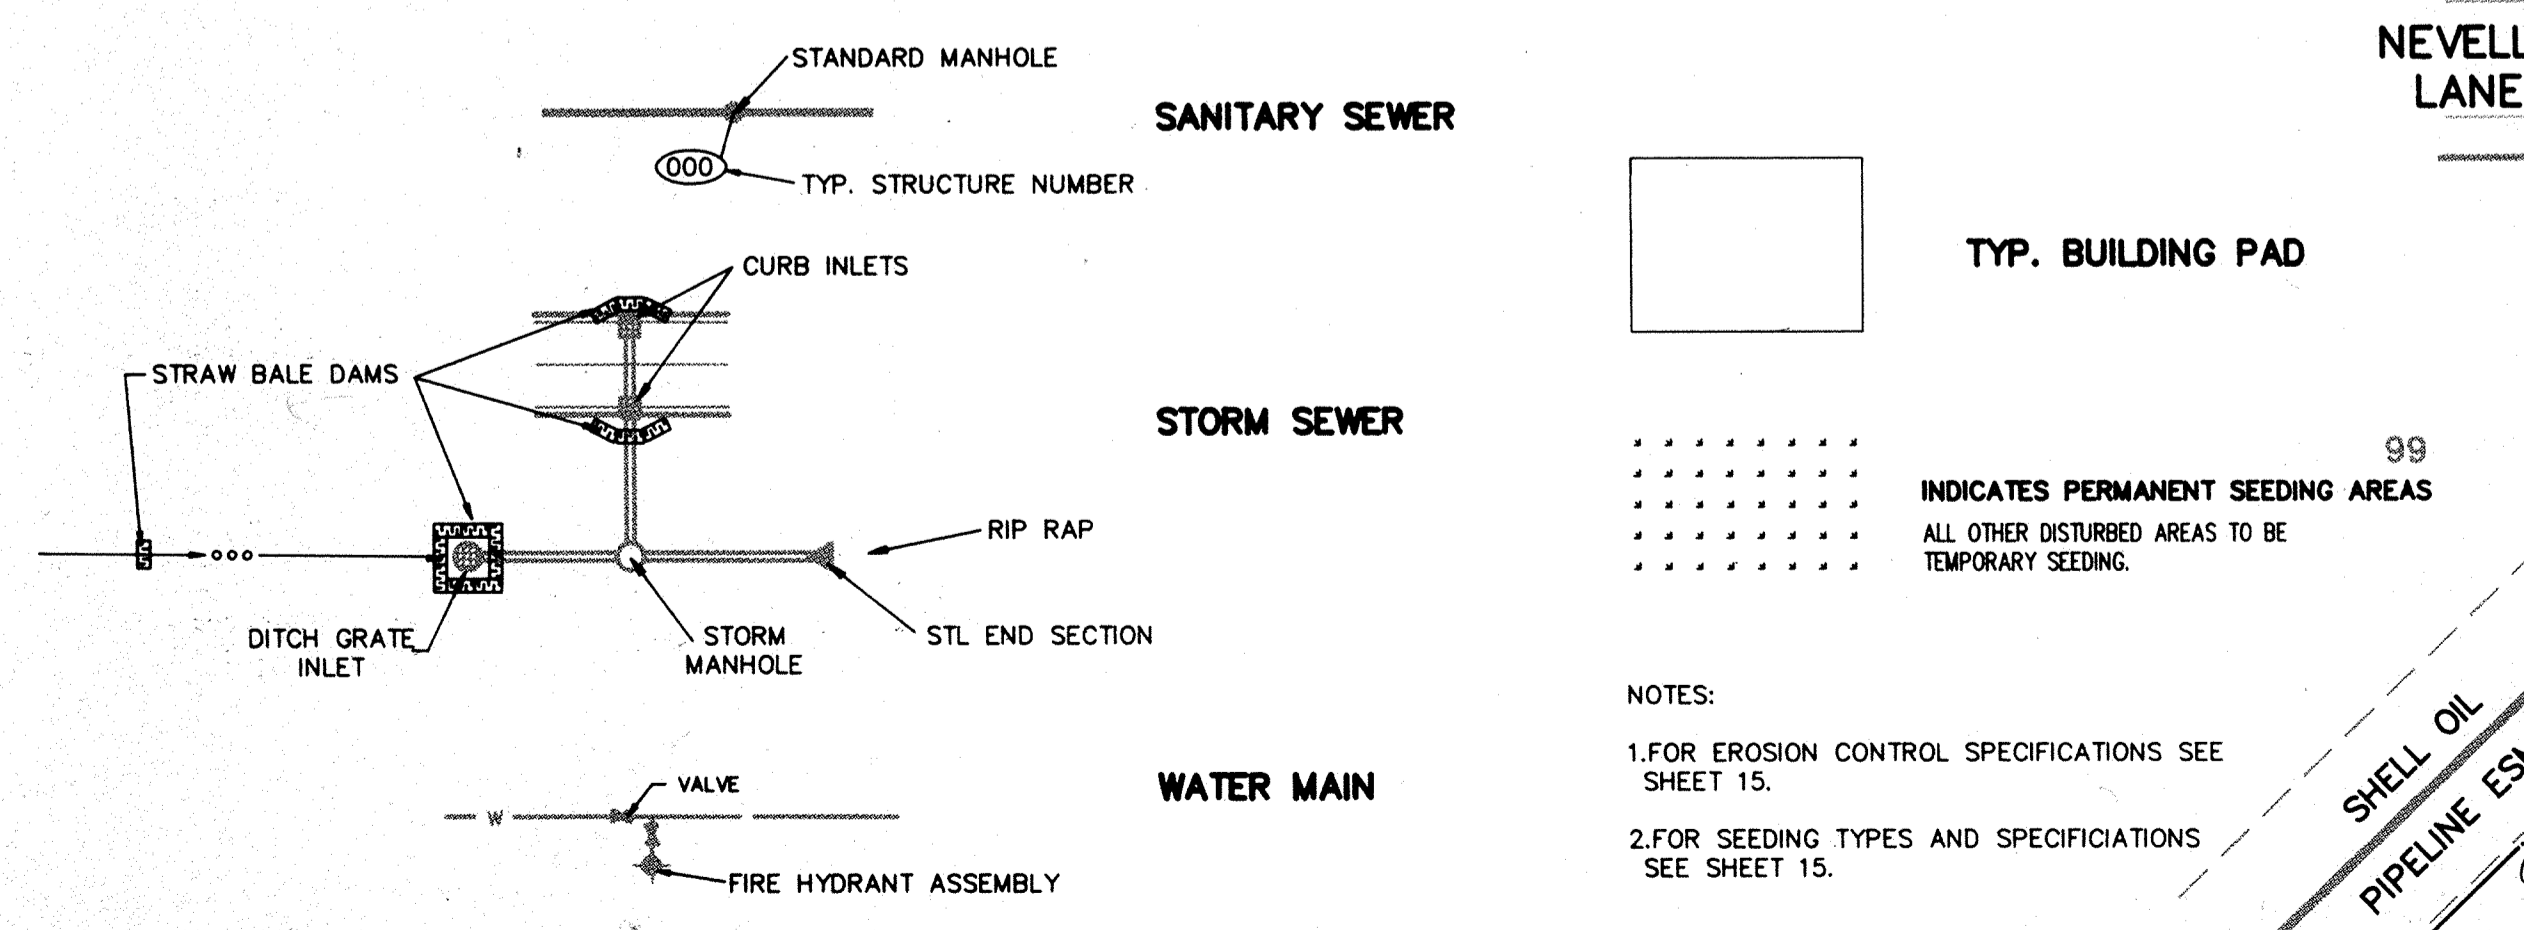 STANDARD MANHOLE
SANITARY SEWER
000
TYP. STRUCTURE NUMBER
CURB INLETS
STRAW BALE DAMS
STORM SEWER
RIP RAP
DITCH GRATE
INLET
STORM
MANHOLE
STL END SECTION
VALVE
W
WATER MAIN
FIRE HYDRANT ASSEMBLY
NEVELL
LANE
TYP. BUILDING PAD
99
INDICATES PERMANENT SEEDING AREAS
ALL OTHER DISTURBED AREAS TO BE
TEMPORARY SEEDING.
NOTES:
1.FOR EROSION CONTROL SPECIFICATIONS SEE
SHEET 15.
2.FOR SEEDING TYPES AND SPECIFICIATIONS
SEE SHEET 15.
SHELL OIL
PIPELINE